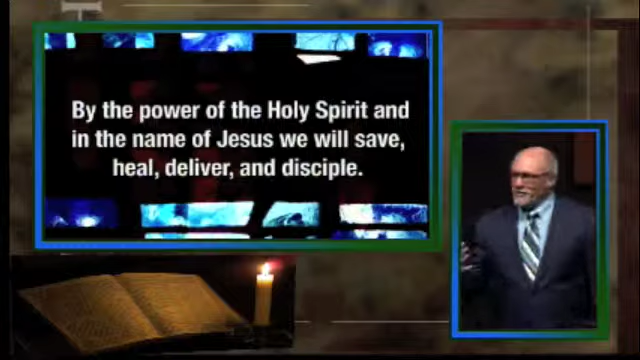 By the power of the Holy Spirit and
in the name of Jesus we will save,
heal, deliver, and disciple.